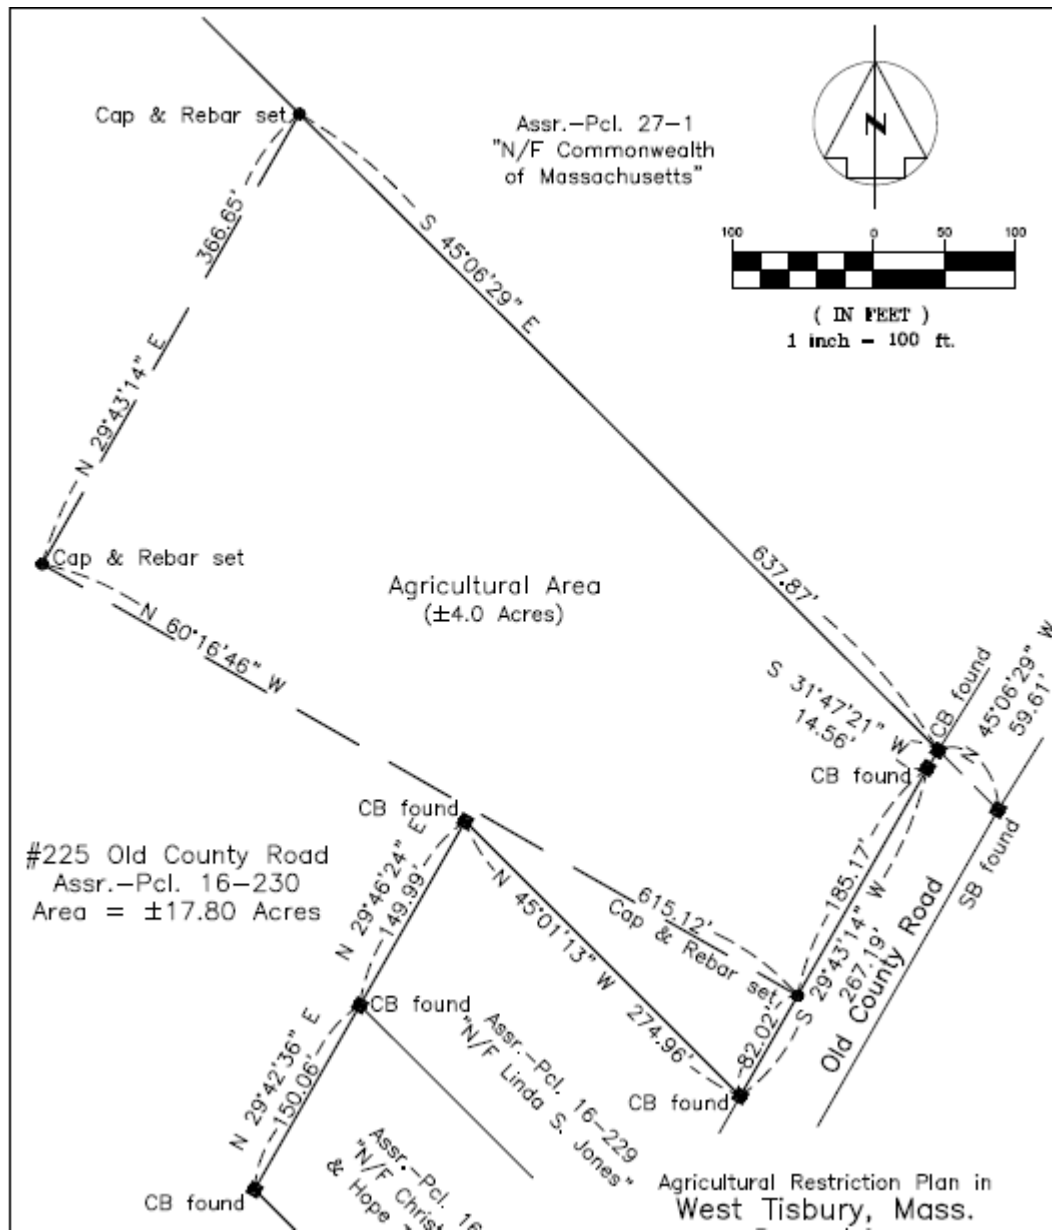 Cap & Rebar set
Assr.-Pcl. 27-1
"N/F Commonwealth
of Massachusetts"
N
100 0 50 100
( IN FEET )
1 inch = 100 ft.
366.65'
N 29°43'14" E
S 45°06'29" E
637.87'
Cap & Rebar set
Agricultural Area
(±4.0 Acres)
N 60°16'46" W
615.12'
S 31°47'21" W
14.56'
CB found
N 45°06'29" W
59.61'
CB found
SB found
CB found
#225 Old County Road
Assr.-Pcl. 16-230
Area = ±17.80 Acres
N 29°46'24" E
149.99'
N 45°01'13" W
274.96'
Cap & Rebar set
185.17'
S 29°43'14" W
267.19'
82.02'
Old County Road
CB found
CB found
N 29°42'36" E
150.06'
CB found
Assr.-Pcl. 16-229
"N/F Linda S. Jones"
Assr.-Pcl. 16
"N/F Christ
& Hope
Agricultural Restriction Plan in
West Tisbury, Mass.